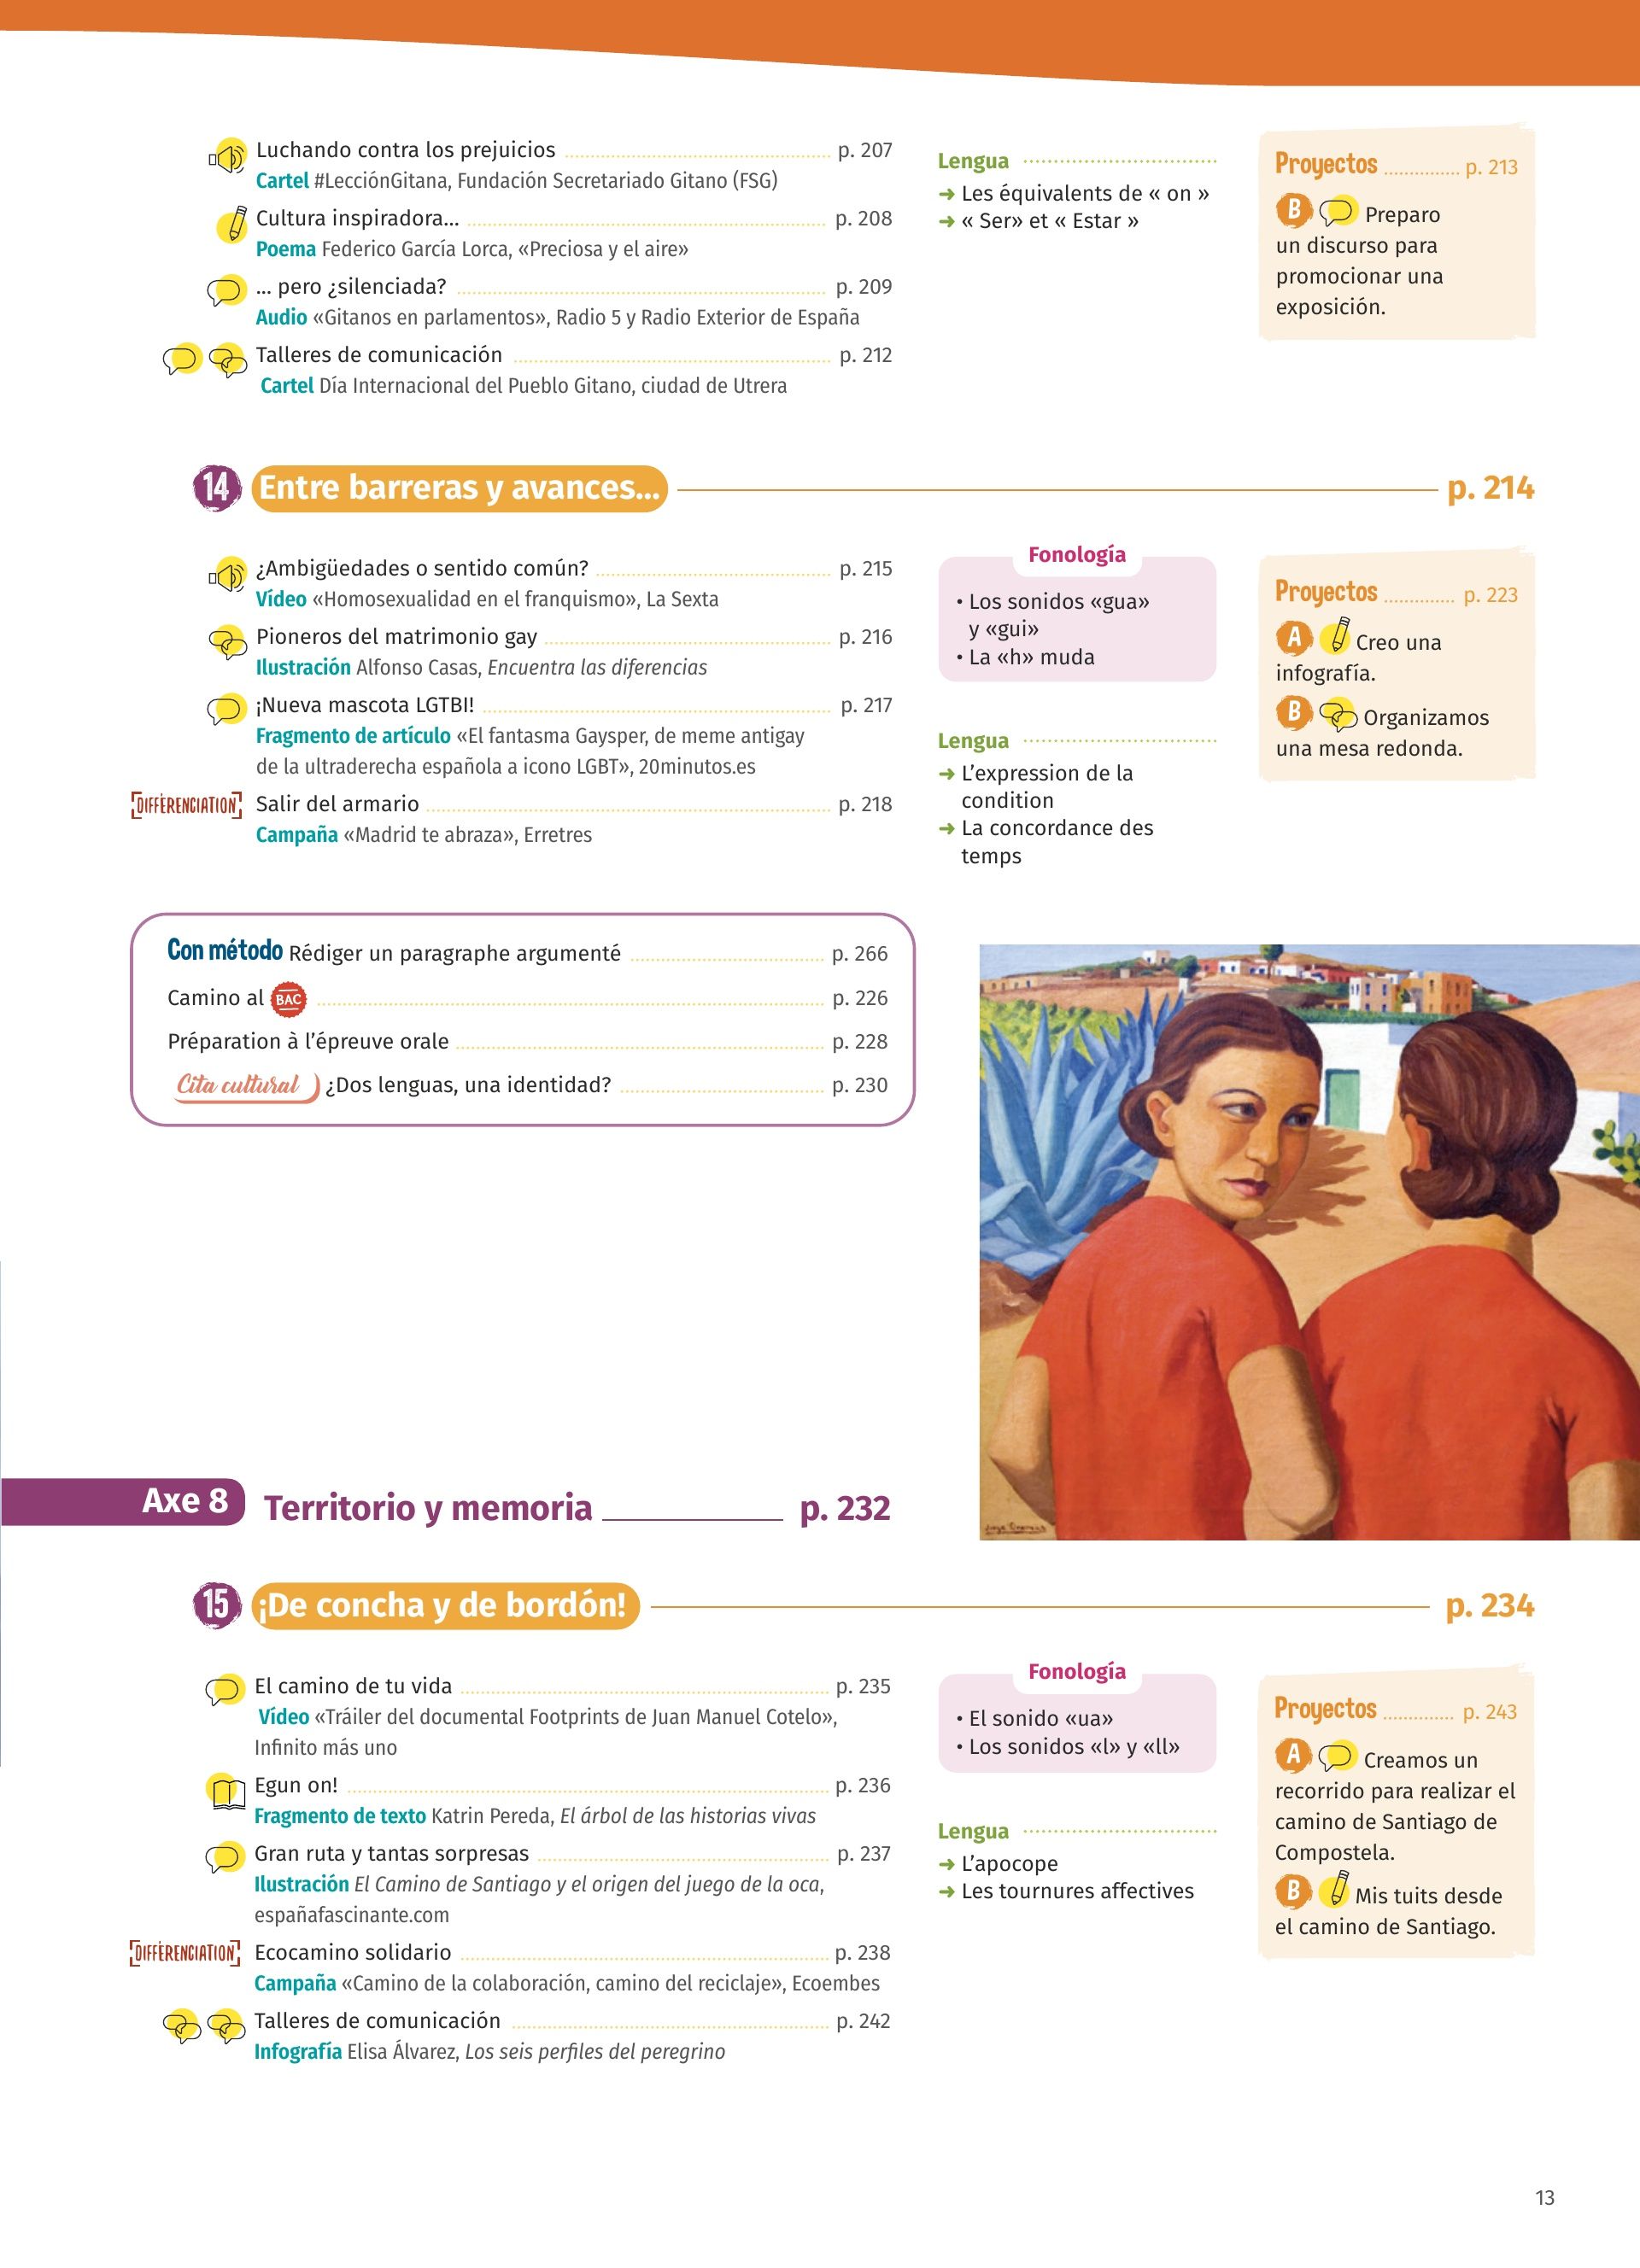 Luchando contra los prejuicios p. 207
Cartel #LecciónGitana, Fundación Secretariado Gitano (FSG)
Cultura inspiradora... p. 208
Poema Federico García Lorca, «Preciosa y el aire»
... pero ¿silenciada? p. 209
Audio «Gitanos en parlamentos», Radio 5 y Radio Exterior de España
Talleres de comunicación p. 212
Cartel Día Internacional del Pueblo Gitano, ciudad de Utrera
Lengua
➜ Les équivalents de « on »
➜ « Ser» et « Estar »
Proyectos p. 213
B Preparo
un discurso para
promocionar una
exposición.
14 Entre barreras y avances... p. 214
¿Ambigüedades o sentido común? p. 215
Vídeo «Homosexualidad en el franquismo», La Sexta
Pioneros del matrimonio gay p. 216
Ilustración Alfonso Casas, Encuentra las diferencias
¡Nueva mascota LGTBI! p. 217
Fragmento de artículo «El fantasma Gaysper, de meme antigay
de la ultraderecha española a icono LGBT», 20minutos.es
DIFFÉRENCIATION Salir del armario p. 218
Campaña «Madrid te abraza», Erretres
Fonología
• Los sonidos «gua»
y «gui»
• La «h» muda
Lengua
➜ L'expression de la
condition
➜ La concordance des
temps
Proyectos p. 223
A Creo una
infografía.
B Organizamos
una mesa redonda.
Con método Rédiger un paragraphe argumenté p. 266
Camino al BAC p. 226
Préparation à l'épreuve orale p. 228
Cita cultural ¿Dos lenguas, una identidad? p. 230
Axe 8 Territorio y memoria p. 232
15 ¡De concha y de bordón! p. 234
El camino de tu vida p. 235
Vídeo «Tráiler del documental Footprints de Juan Manuel Cotelo»,
Infinito más uno
Egun on! p. 236
Fragmento de texto Katrin Pereda, El árbol de las historias vivas
Gran ruta y tantas sorpresas p. 237
Ilustración El Camino de Santiago y el origen del juego de la oca,
españafascinante.com
DIFFÉRENCIATION Ecocamino solidario p. 238
Campaña «Camino de la colaboración, camino del reciclaje», Ecoembes
Talleres de comunicación p. 242
Infografía Elisa Álvarez, Los seis perfiles del peregrino
Fonología
• El sonido «ua»
• Los sonidos «l» y «ll»
Lengua
➜ L'apocope
➜ Les tournures affectives
Proyectos p. 243
A Creamos un
recorrido para realizar el
camino de Santiago de
Compostela.
B Mis tuits desde
el camino de Santiago.
13